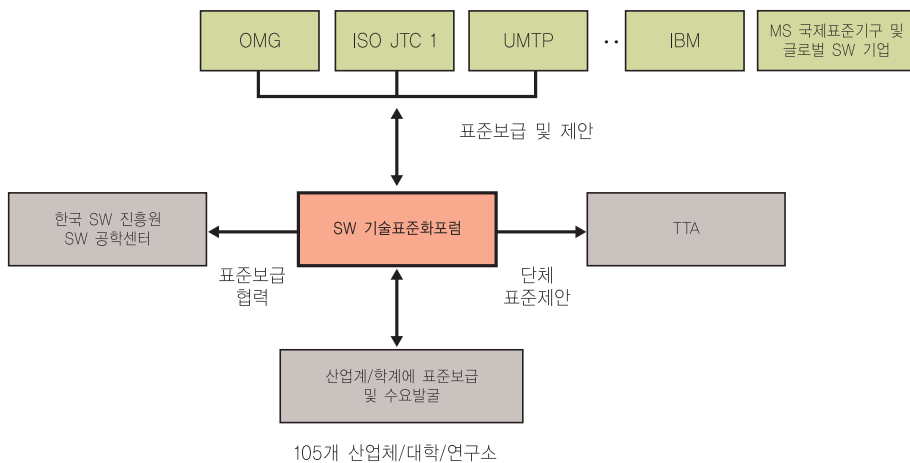 OMG
ISO JTC 1
UMTP
··
IBM
MS 국제표준기구 및
글로벌 SW 기업
표준보급 및 제안
한국 SW 진흥원
SW 공학센터
SW 기술표준화포럼
TTA
표준보급
협력
단체
표준제안
산업계/학계에 표준보급
및 수요발굴
105개 산업체/대학/연구소